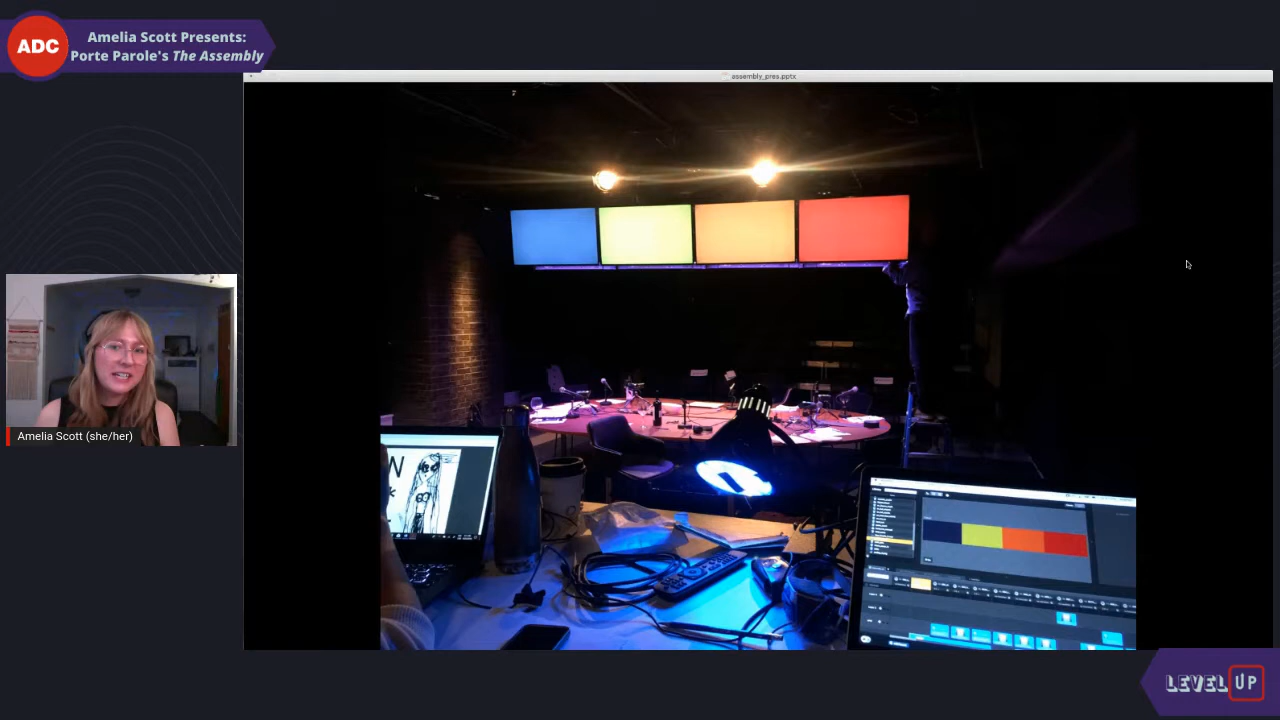 ADC
Amelia Scott Presents:
Porte Parole's The Assembly
assembly_pres.pptx
Amelia Scott (she/her)
LEVEL UP